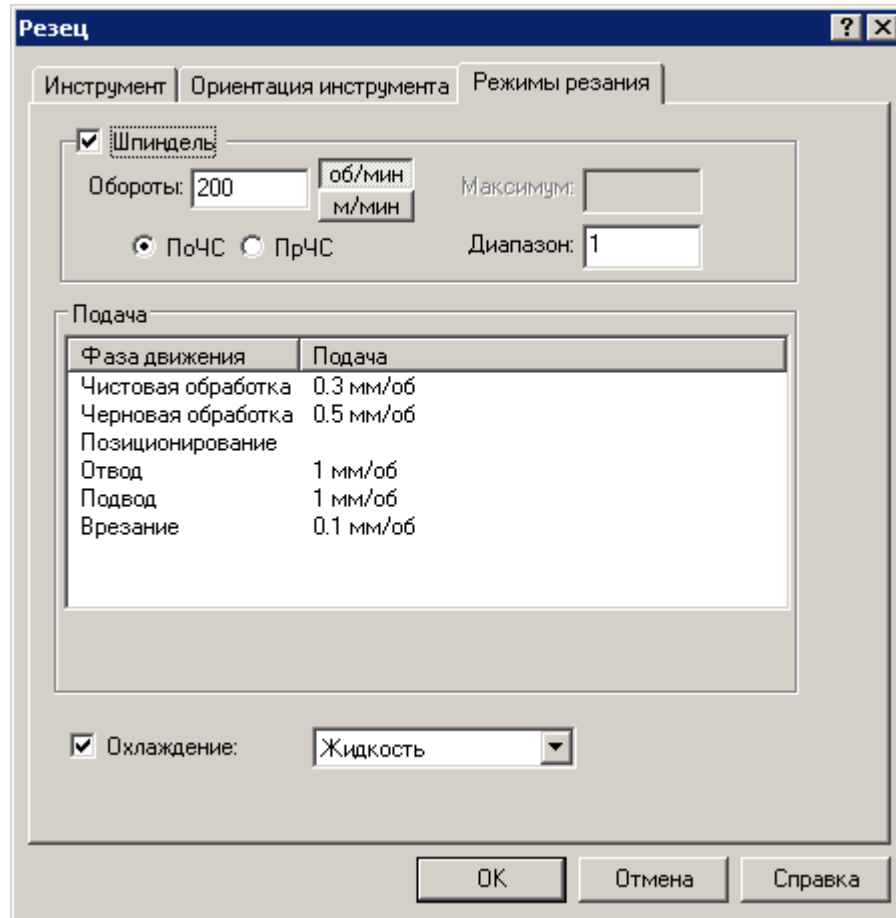 Резец
Инструмент Ориентация инструмента Режимы резания
Шпиндель
Обороты: 200 об/мин Максимум:
м/мин
ПоЧС ПрЧС Диапазон: 1
Подача
Фаза движения Подача
Чистовая обработка 0.3 мм/об
Черновая обработка 0.5 мм/об
Позиционирование
Отвод 1 мм/об
Подвод 1 мм/об
Врезание 0.1 мм/об
Охлаждение: Жидкость
OK Отмена Справка